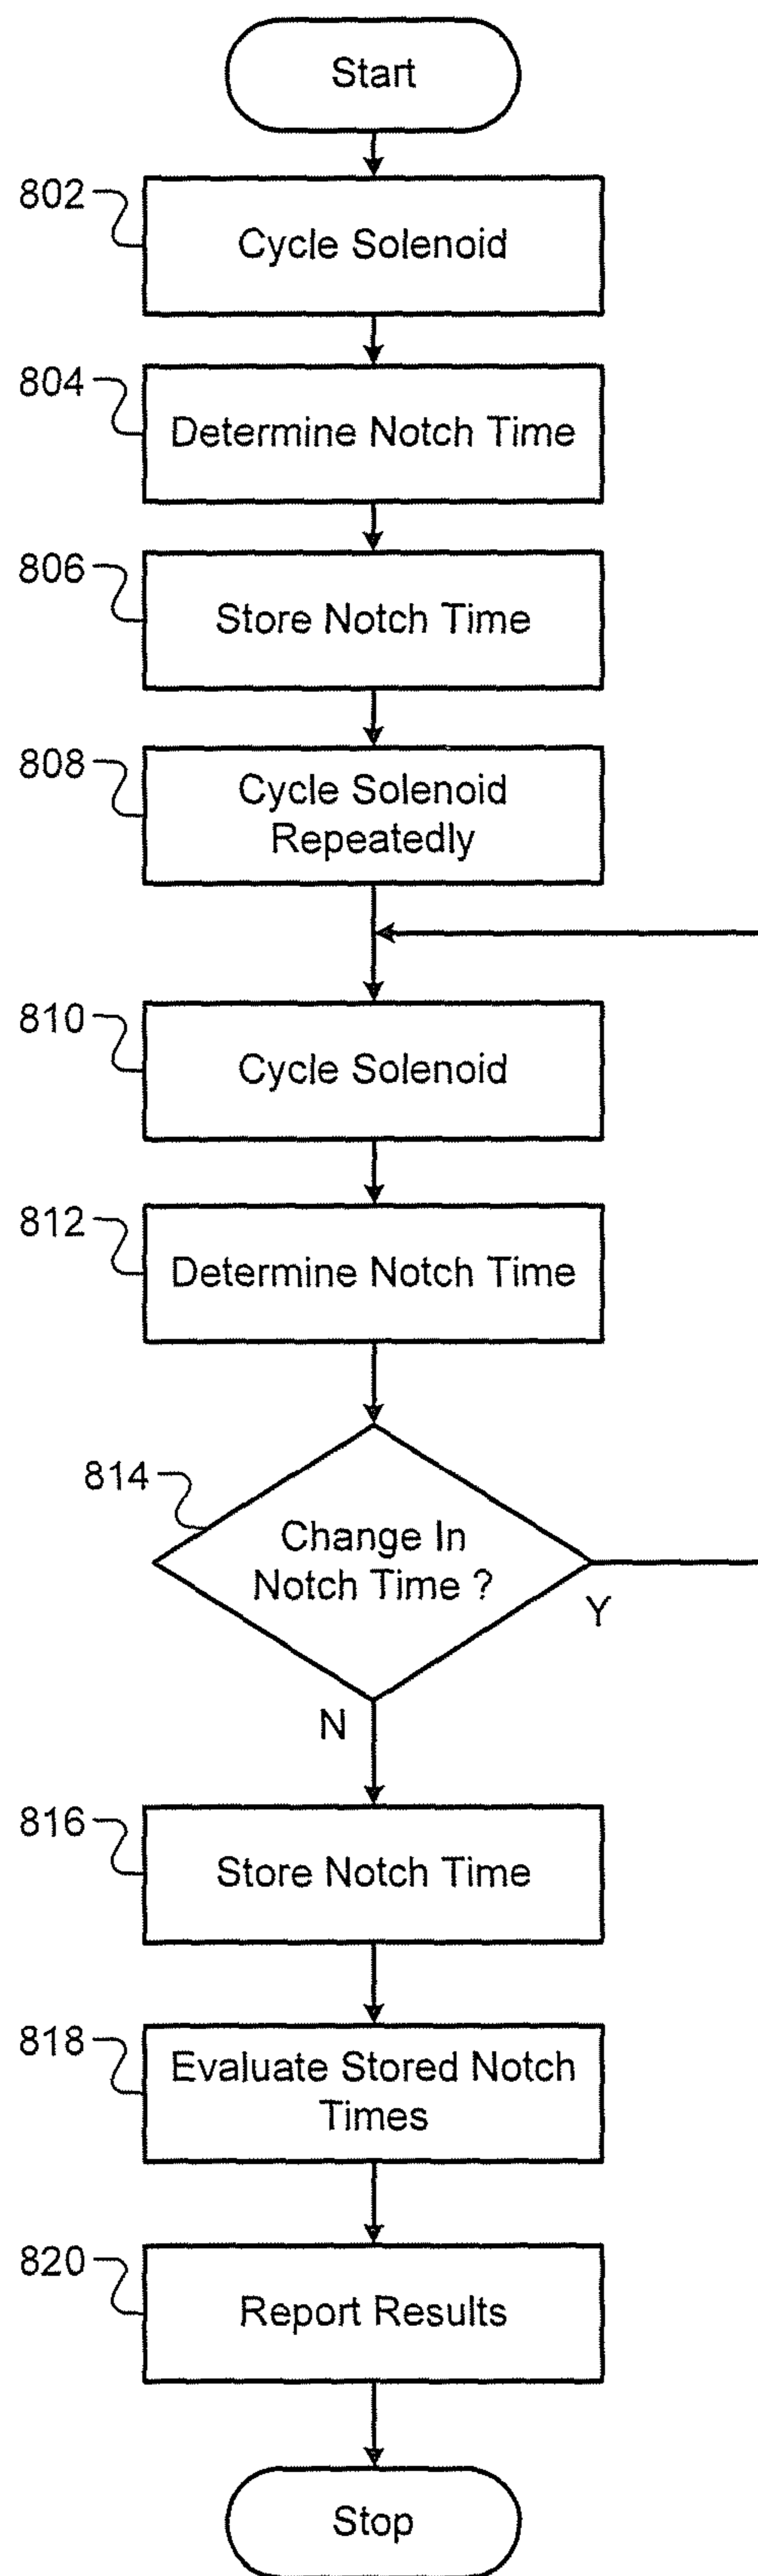 Start
802
Cycle Solenoid
804
Determine Notch Time
806
Store Notch Time
808
Cycle Solenoid
Repeatedly
810
Cycle Solenoid
812
Determine Notch Time
814
Change In
Notch Time ?
Y
N
816
Store Notch Time
818
Evaluate Stored Notch
Times
820
Report Results
Stop